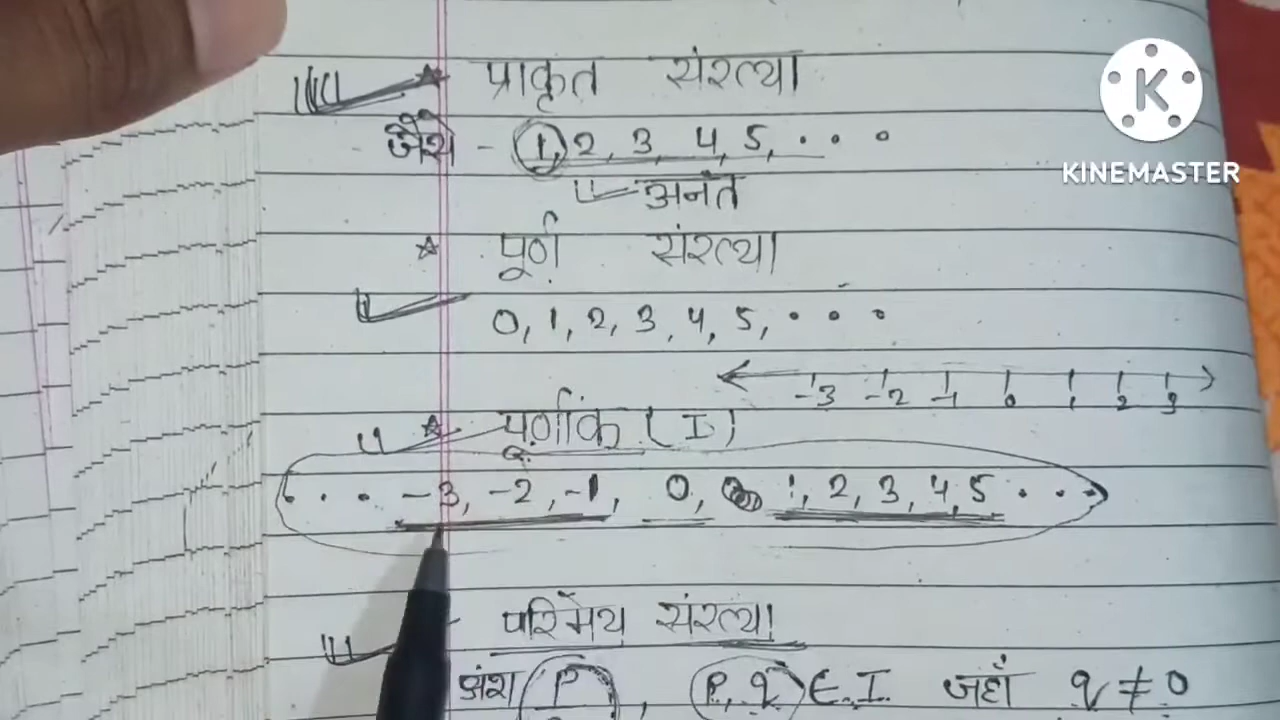 प्राकृत संख्या
KINEMASTER
जैसे - 1, 2, 3, 4, 5, . . .
अनंत
पूर्ण संख्या
0, 1, 2, 3, 4, 5, . . .
-3 -2 -1 0 1 2 3
पूर्णांक (I)
. . . -3, -2, -1, 0, 1, 2, 3, 4, 5 . . .
परिमेय संख्या
अंश P , P, q ∈ I जहाँ q ≠ 0